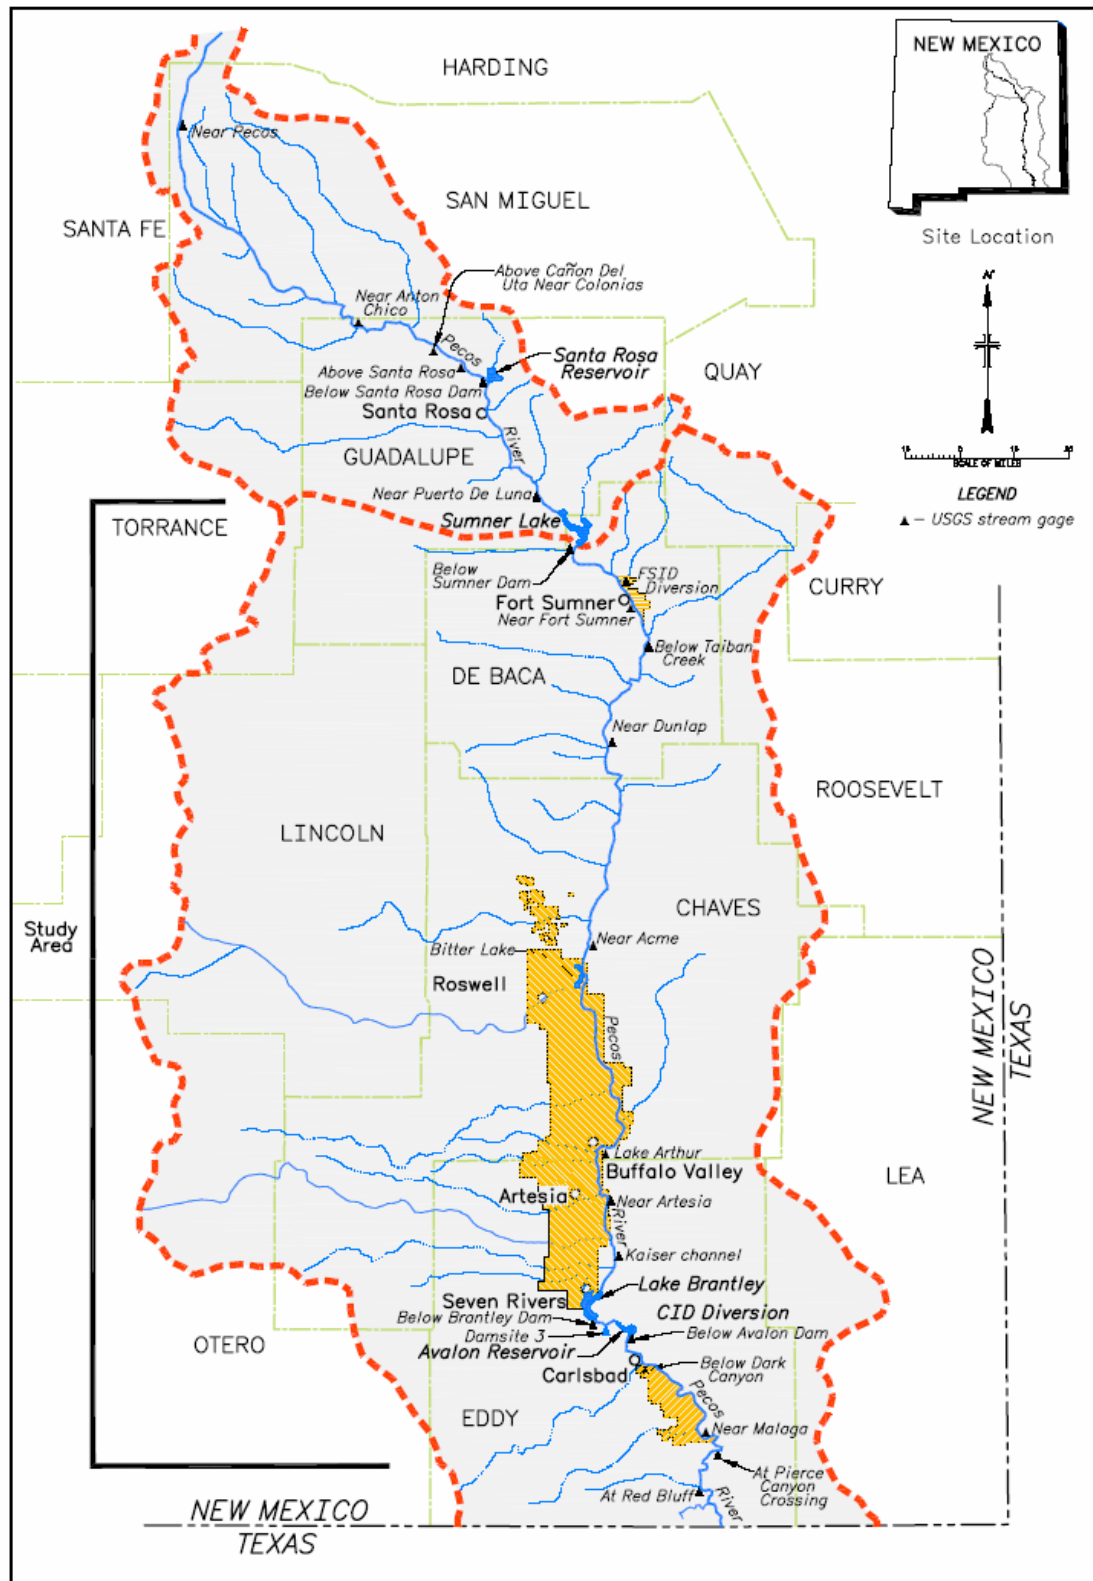 HARDING
NEW MEXICO
Near Pecos
SAN MIGUEL
SANTA FE
Site Location
Above Cañon Del
Uta Near Colonias
Near Anton
Chico
N
Pecos
Santa Rosa
Reservoir
QUAY
Above Santa Rosa
Below Santa Rosa Dam
Santa Rosa
River
GUADALUPE
SCALE OF MILES
LEGEND
- USGS stream gage
Near Puerto De Luna
Sumner Lake
TORRANCE
Below
Sumner Dam
FSID
Diversion
CURRY
Fort Sumner
Near Fort Sumner
Below Taiban
Creek
DE BACA
Near Dunlap
ROOSEVELT
LINCOLN
CHAVES
Study
Area
Near Acme
Bitter Lake
Roswell
Pecos
NEW MEXICO
TEXAS
Lake Arthur
Buffalo Valley
LEA
Artesia
Near Artesia
River
Kaiser channel
Lake Brantley
Seven Rivers
CID Diversion
Below Brantley Dam
Damsite 3
Below Avalon Dam
OTERO
Avalon Reservoir
Carlsbad
Below Dark
Canyon
Pecos
EDDY
Near Malaga
At Pierce
Canyon
Crossing
At Red Bluff
River
NEW MEXICO
TEXAS